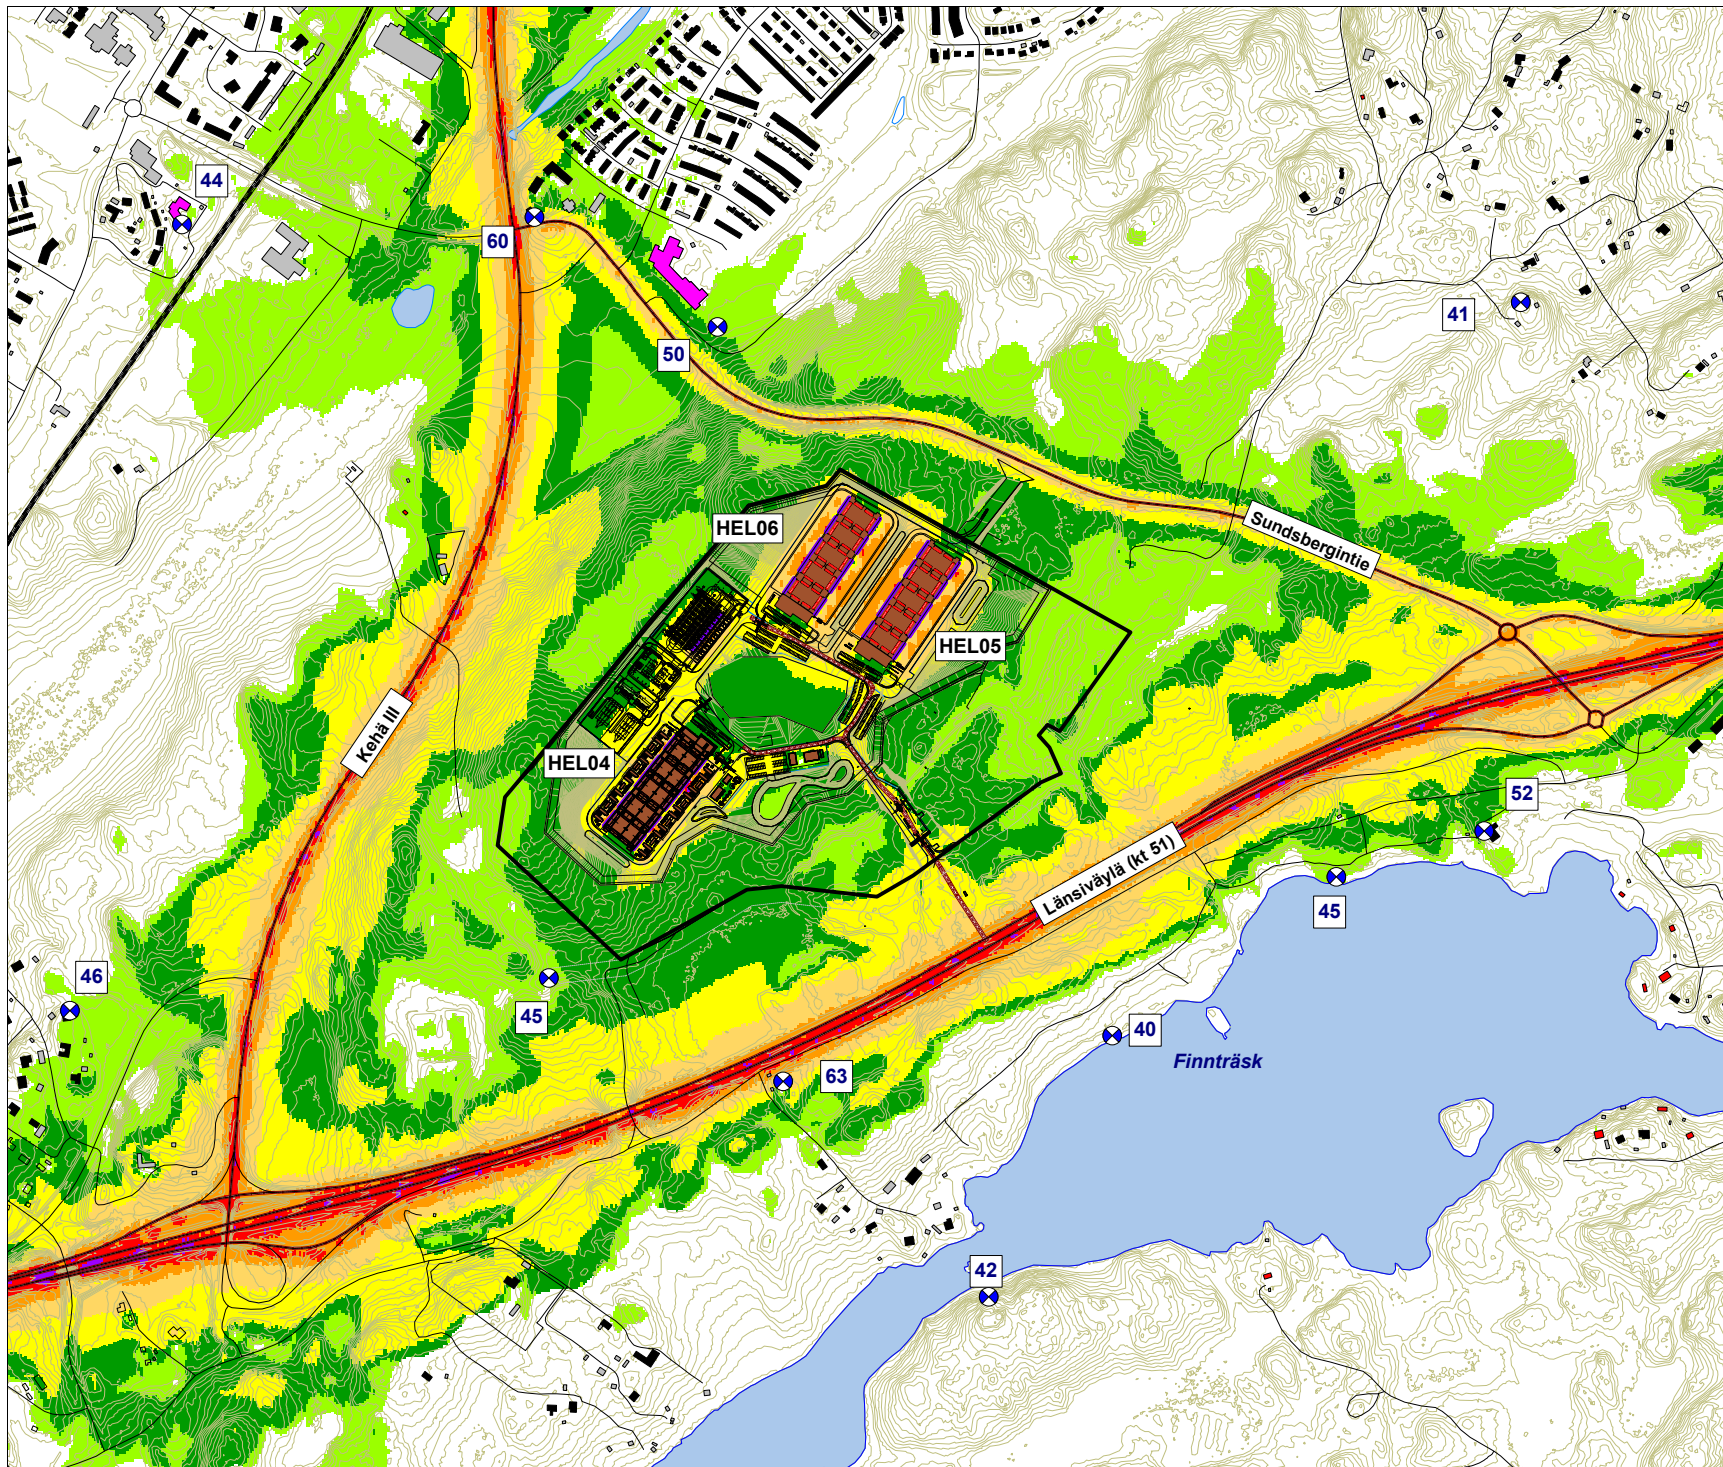 44
60
41
50
HEL06
Sundsbergintie
HEL05
Kehä III
HEL04
52
Länsiväylä (kt 51)
45
46
45
40
Finnträsk
63
42